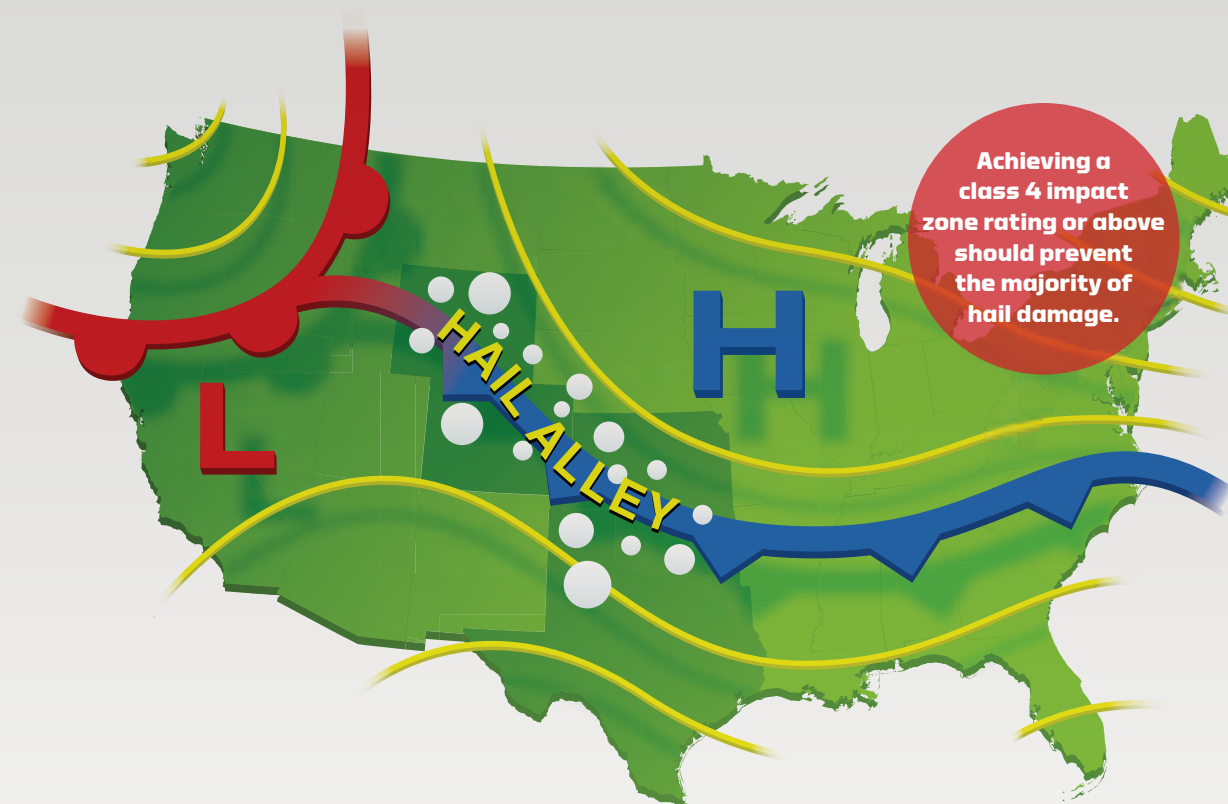 Achieving a
class 4 impact
zone rating or above
should prevent
the majority of
hail damage.
H
HAIL ALLEY
L